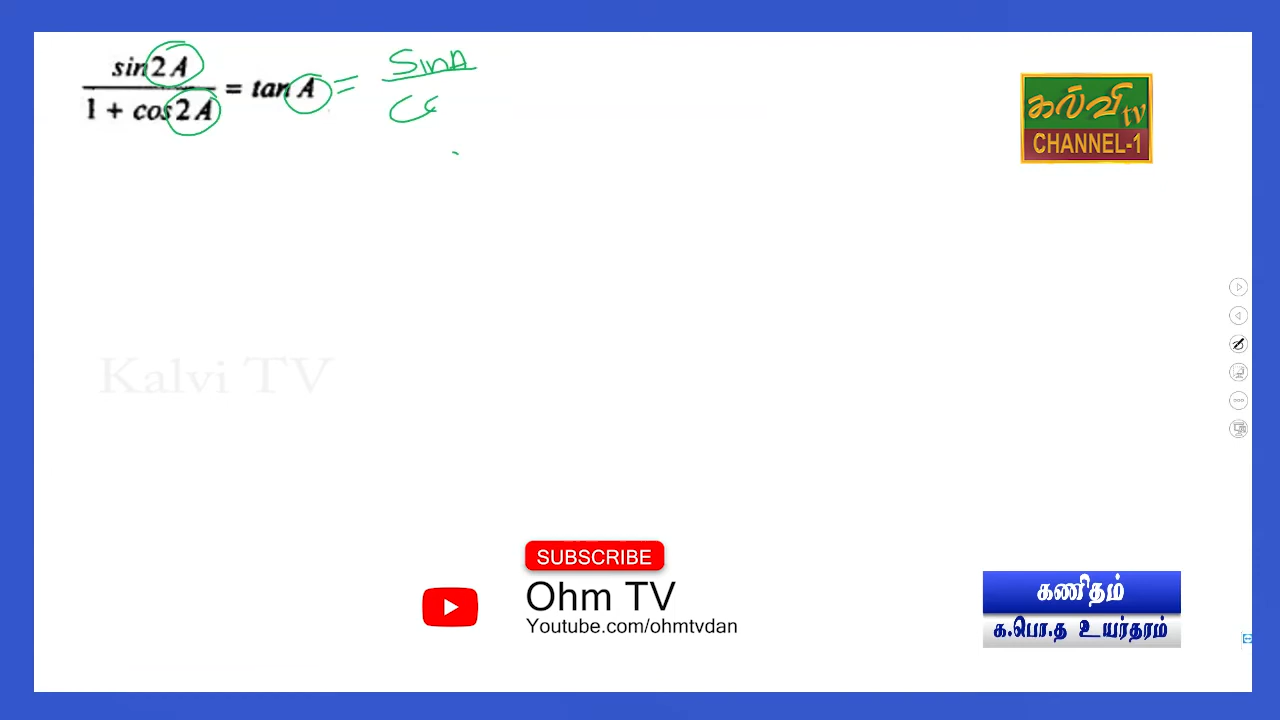 sin2A / 1 + cos2A = tan A = SinA / Co
கல்வி tv
CHANNEL-1
Kalvi TV
SUBSCRIBE
Ohm TV
Youtube.com/ohmtvdan
கணிதம்
க.பொ.த உயர்தரம்